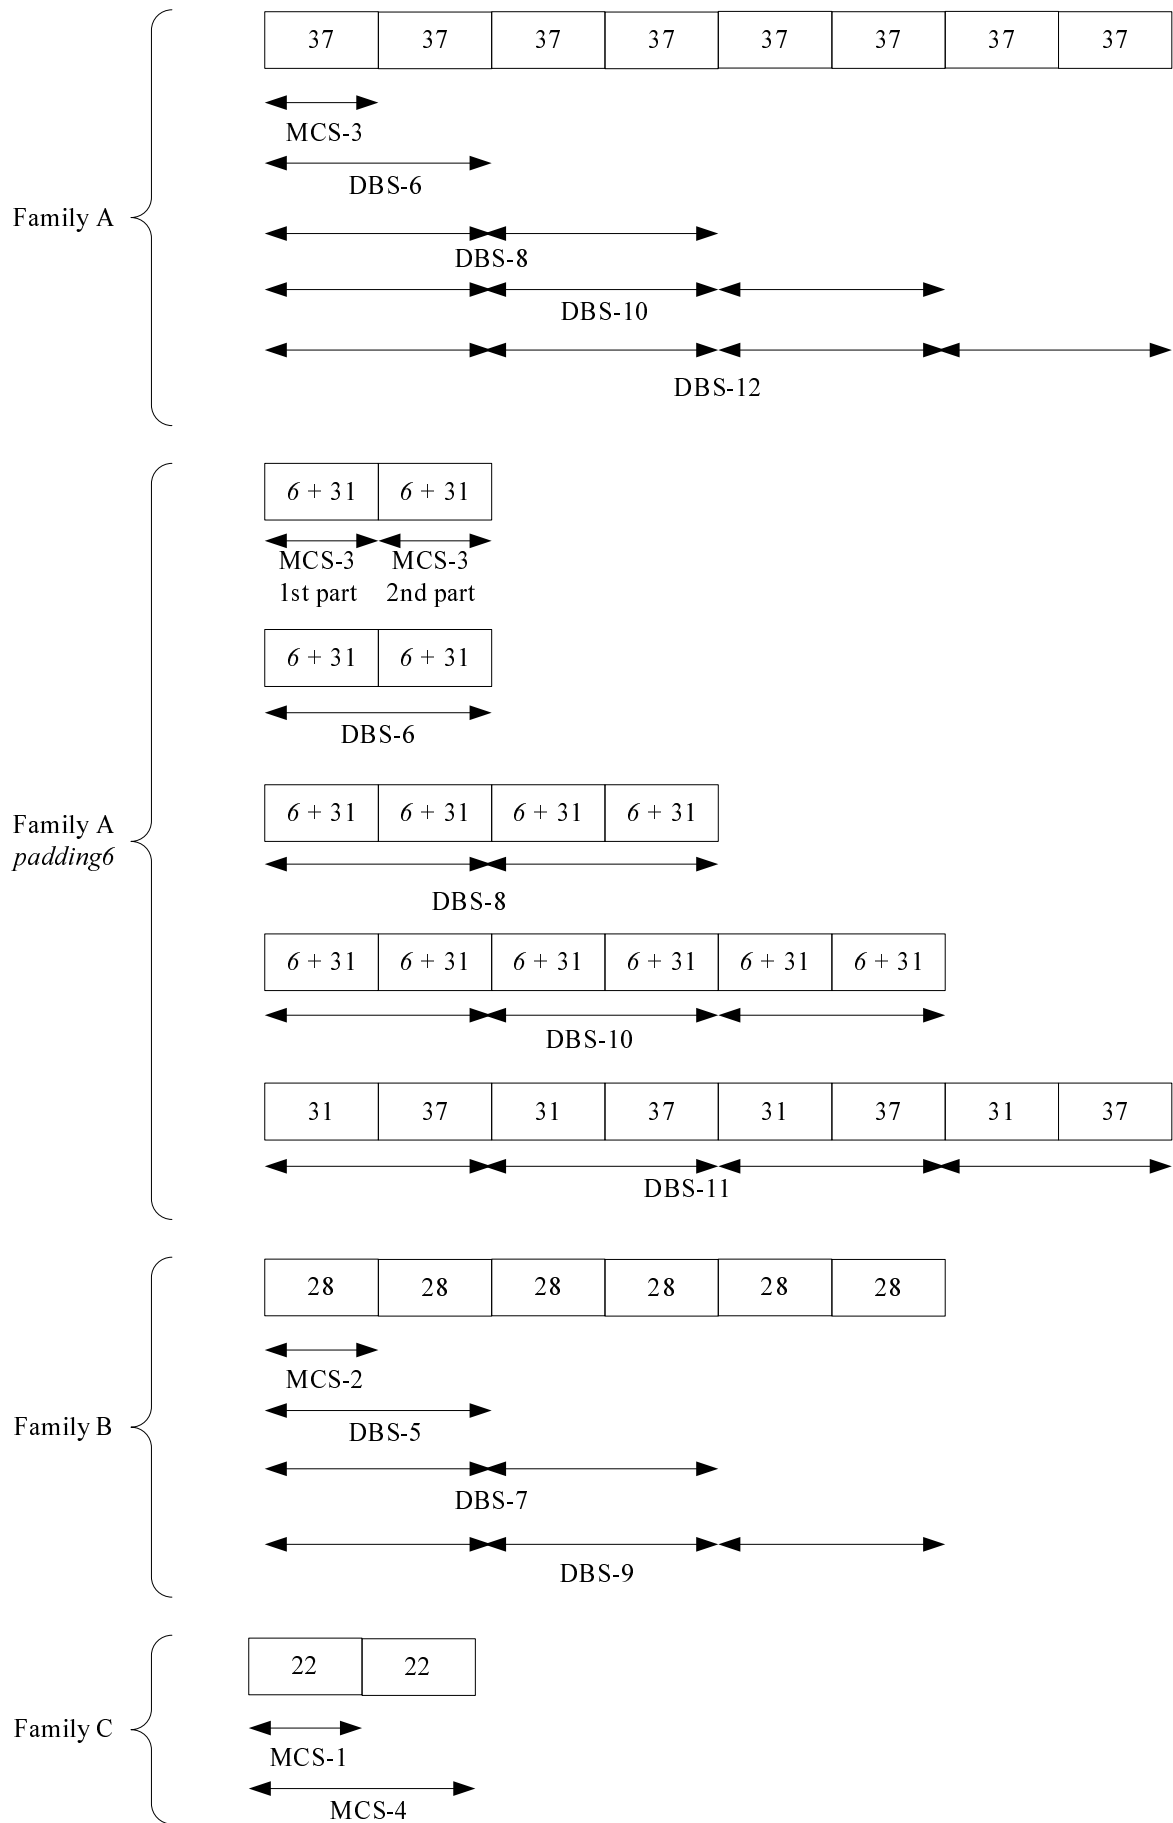 37 37 37 37 37 37 37 37
MCS-3
DBS-6
Family A
DBS-8
DBS-10
DBS-12
6 + 31 6 + 31
MCS-3 MCS-3
1st part 2nd part
6 + 31 6 + 31
DBS-6
6 + 31 6 + 31 6 + 31 6 + 31
Family A
padding6
DBS-8
6 + 31 6 + 31 6 + 31 6 + 31 6 + 31 6 + 31
DBS-10
31 37 31 37 31 37 31 37
DBS-11
28 28 28 28 28 28
MCS-2
Family B
DBS-5
DBS-7
DBS-9
22 22
Family C
MCS-1
MCS-4